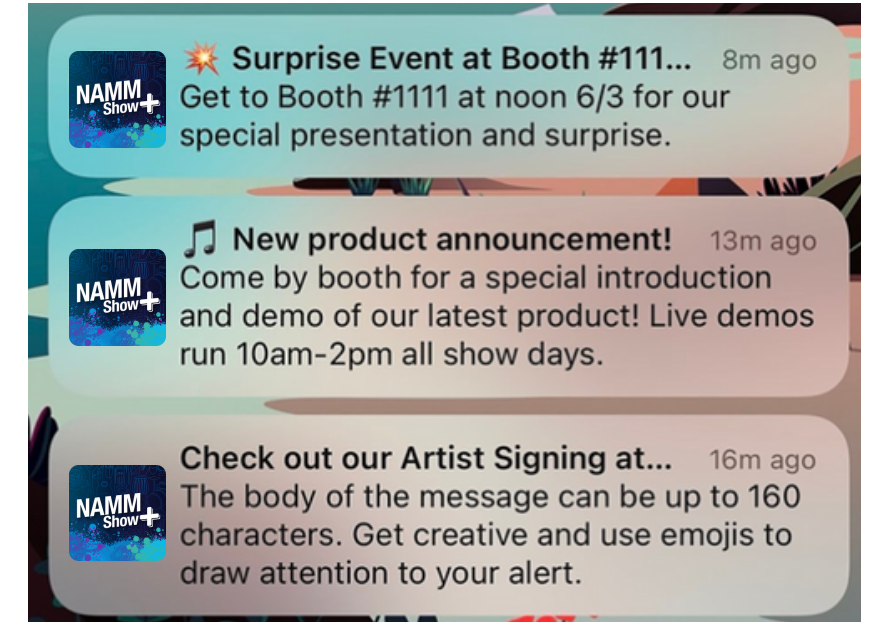 NAMM
Show+
💥 Surprise Event at Booth #111... 8m ago
Get to Booth #1111 at noon 6/3 for our
special presentation and surprise.
NAMM
Show+
🎵 New product announcement! 13m ago
Come by booth for a special introduction
and demo of our latest product! Live demos
run 10am-2pm all show days.
NAMM
Show+
Check out our Artist Signing at... 16m ago
The body of the message can be up to 160
characters. Get creative and use emojis to
draw attention to your alert.